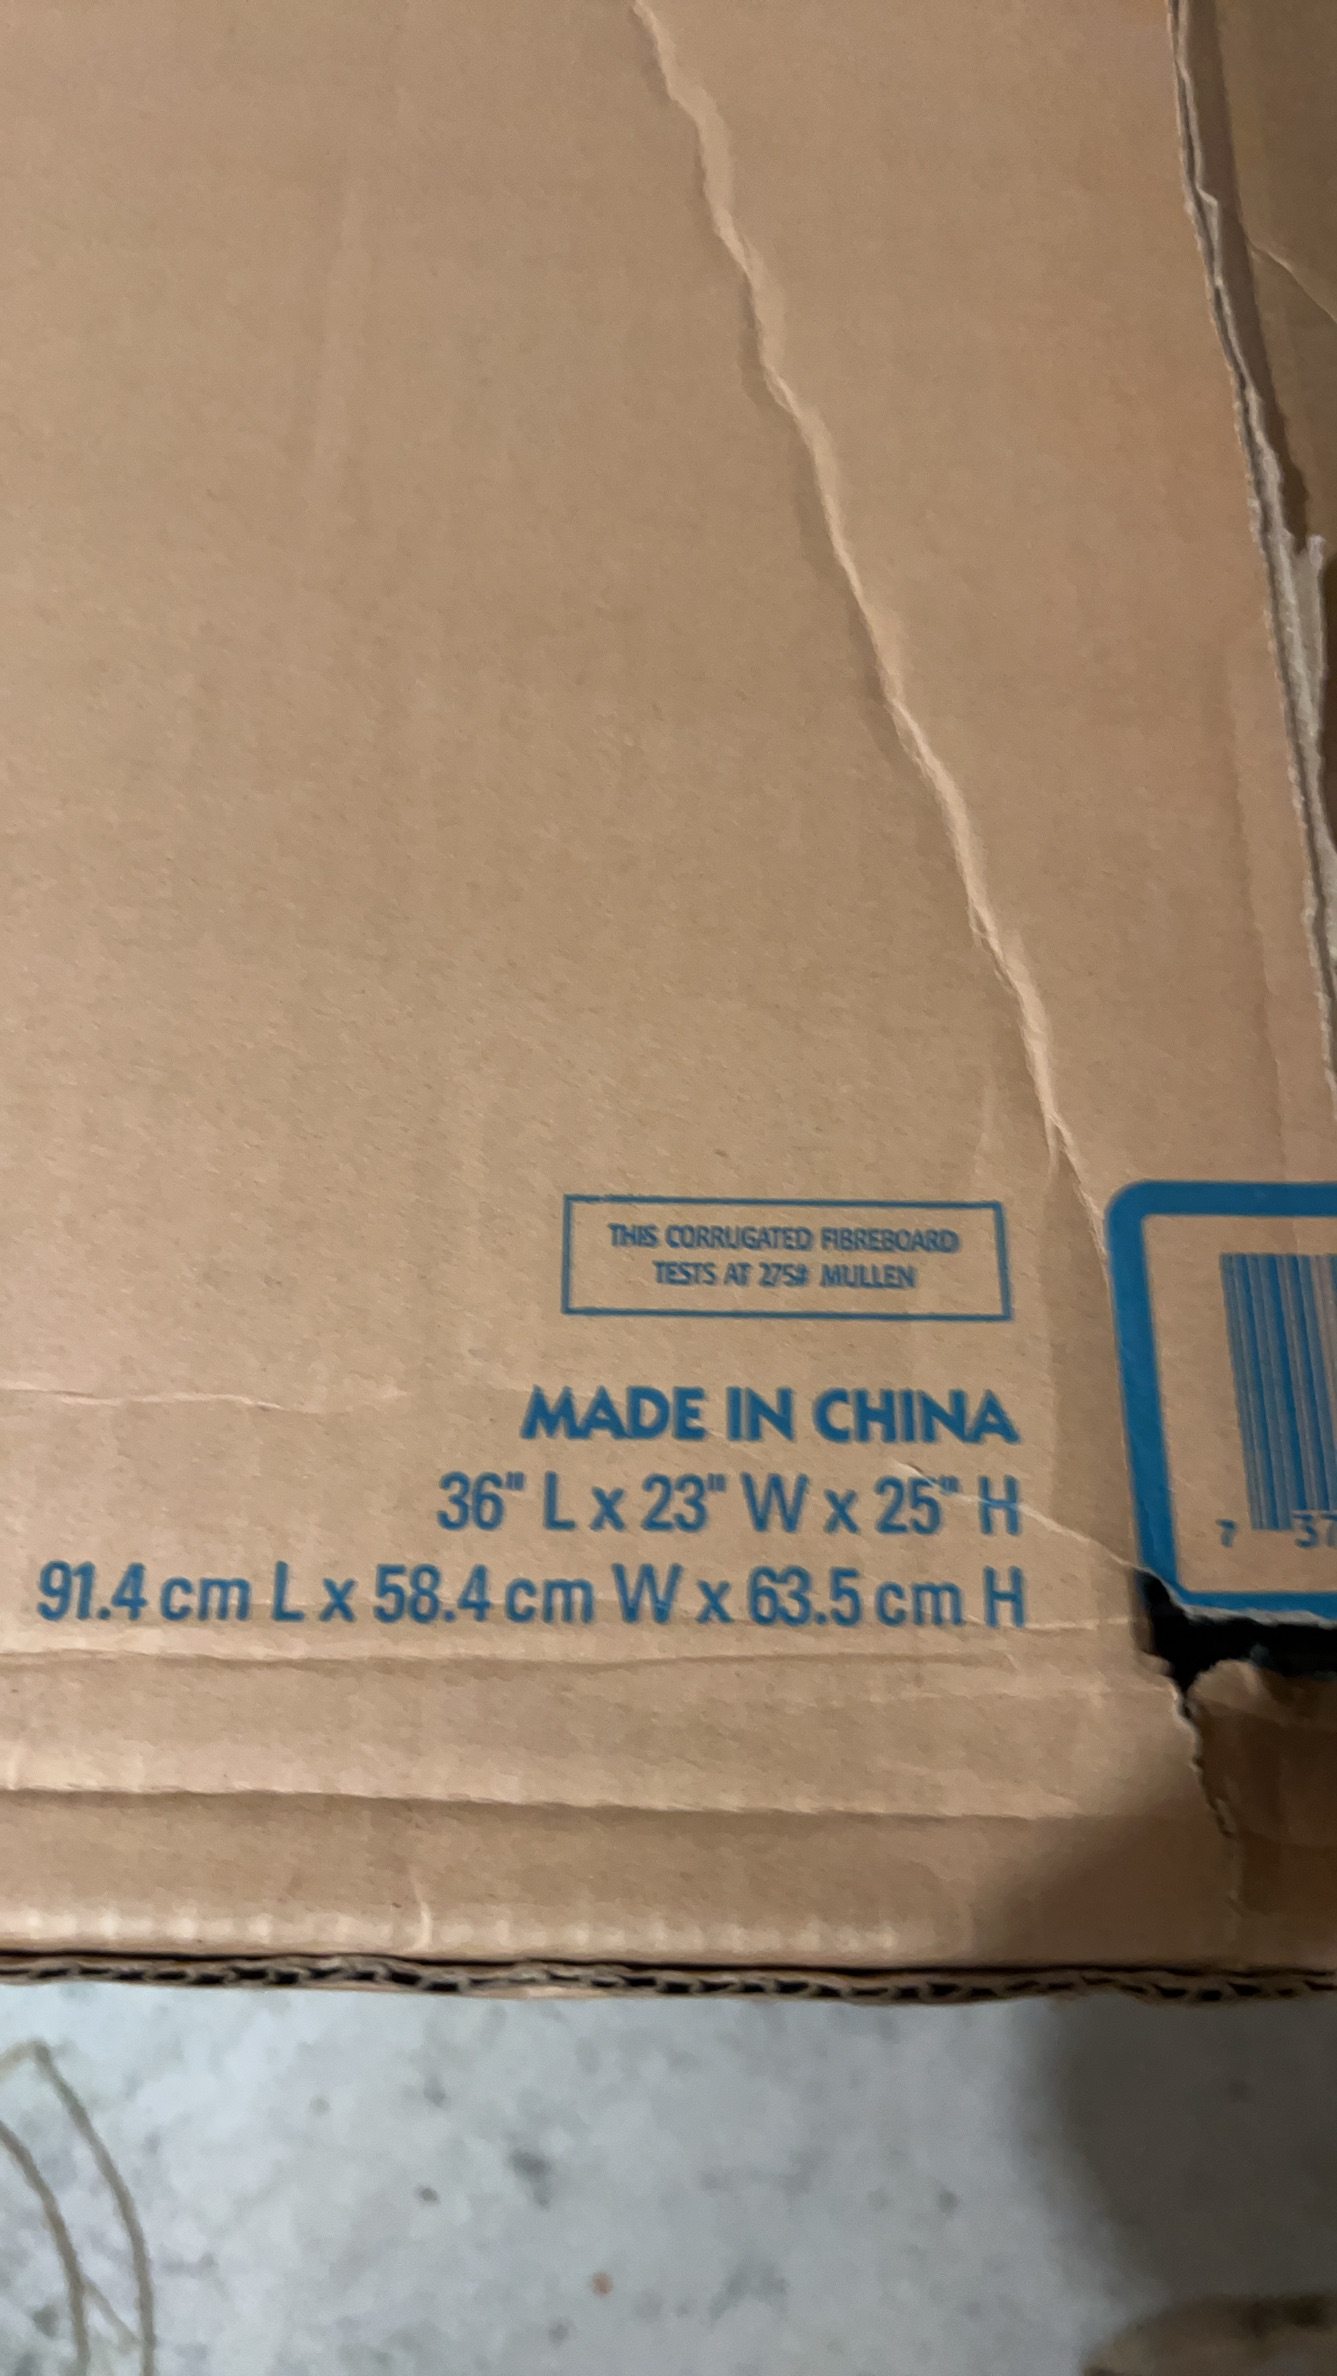 THIS CORRUGATED FIBREBOARD
TESTS AT 275# MULLEN
MADE IN CHINA
36" L x 23" W x 25" H
91.4 cm L x 58.4 cm W x 63.5 cm H
7 37